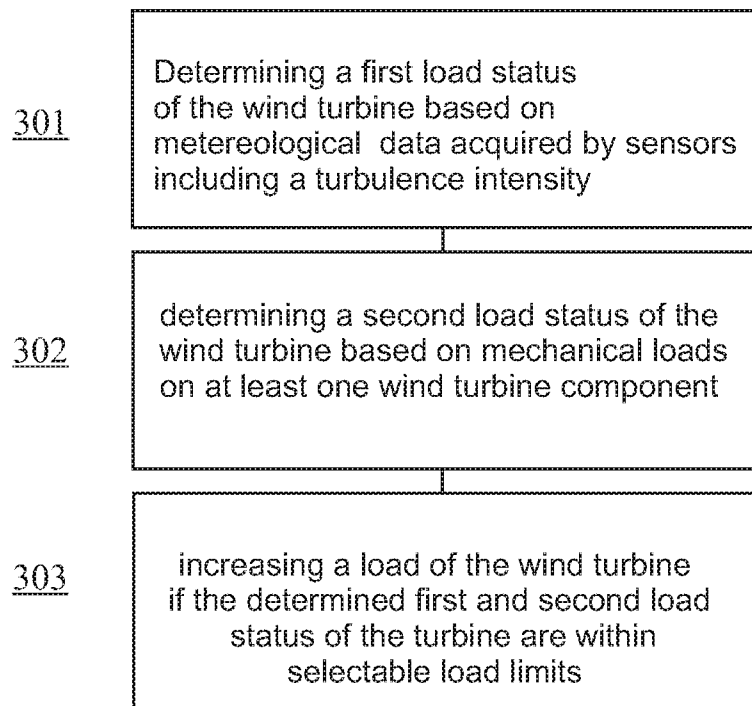 301
Determining a first load status
of the wind turbine based on
metereological data acquired by sensors
including a turbulence intensity
302
determining a second load status of the
wind turbine based on mechanical loads
on at least one wind turbine component
303
increasing a load of the wind turbine
if the determined first and second load
status of the turbine are within
selectable load limits